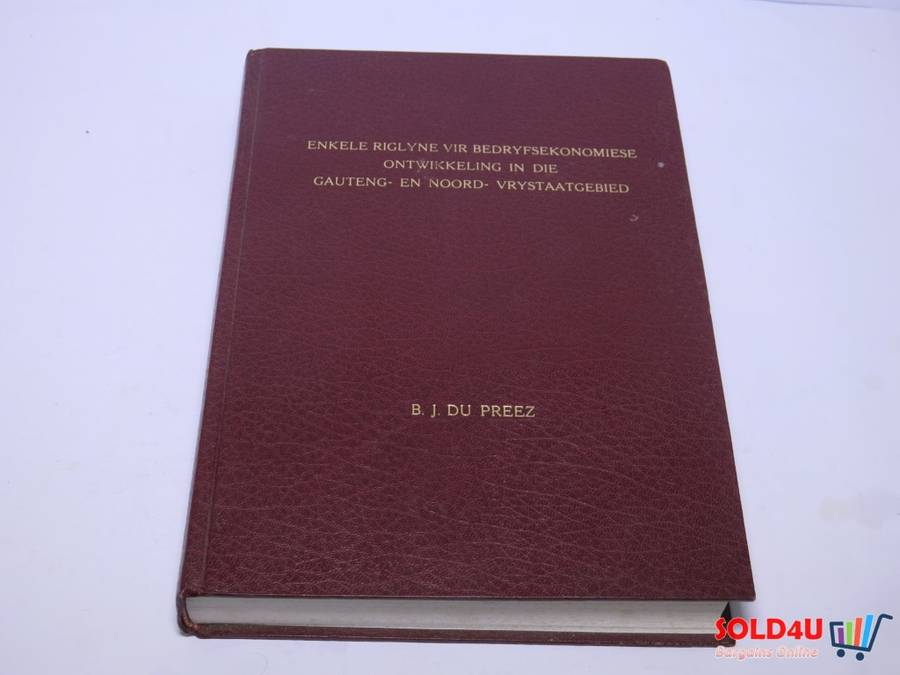 ENKELE RIGLYNE VIR BEDRYFSEKONOMIESE
ONTWIKKELING IN DIE
GAUTENG- EN NOORD- VRYSTAATGEBIED
B. J. DU PREEZ
SOLD4U
Bargains Online